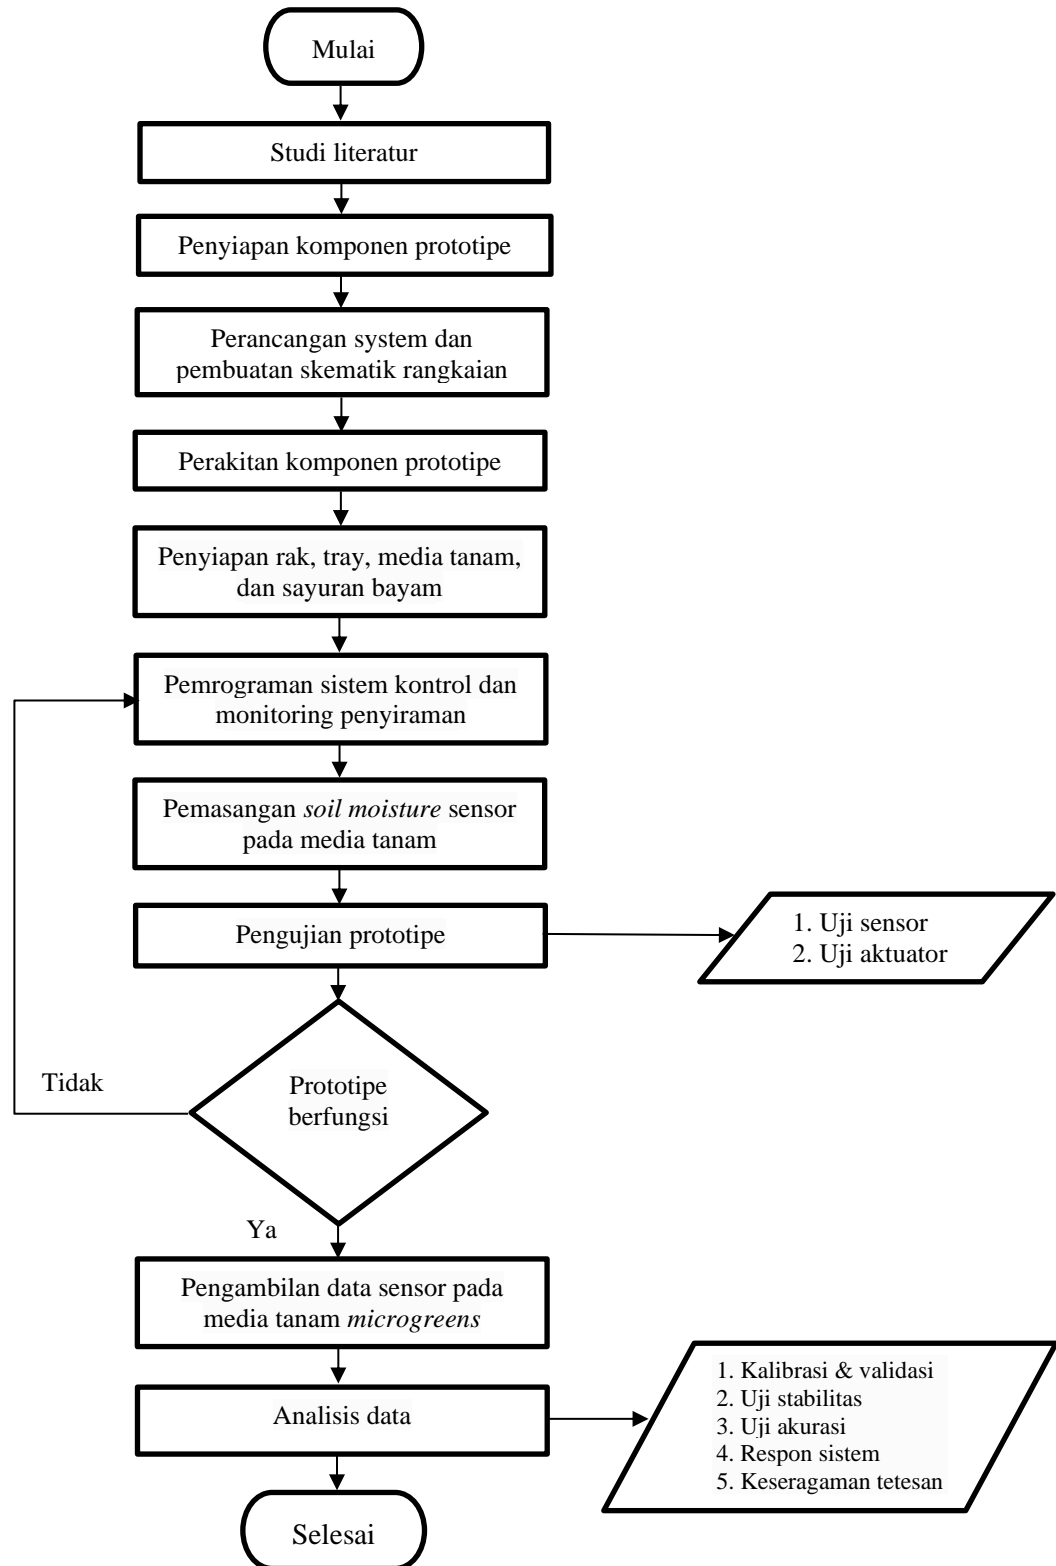 Mulai
Studi literatur
Penyiapan komponen prototipe
Perancangan system dan
pembuatan skematik rangkaian
Perakitan komponen prototipe
Penyiapan rak, tray, media tanam,
dan sayuran bayam
Pemrograman sistem kontrol dan
monitoring penyiraman
Pemasangan soil moisture sensor
pada media tanam
Pengujian prototipe
1. Uji sensor
2. Uji aktuator
Tidak
Prototipe
berfungsi
Ya
Pengambilan data sensor pada
media tanam microgreens
Analisis data
1. Kalibrasi & validasi
2. Uji stabilitas
3. Uji akurasi
4. Respon sistem
5. Keseragaman tetesan
Selesai